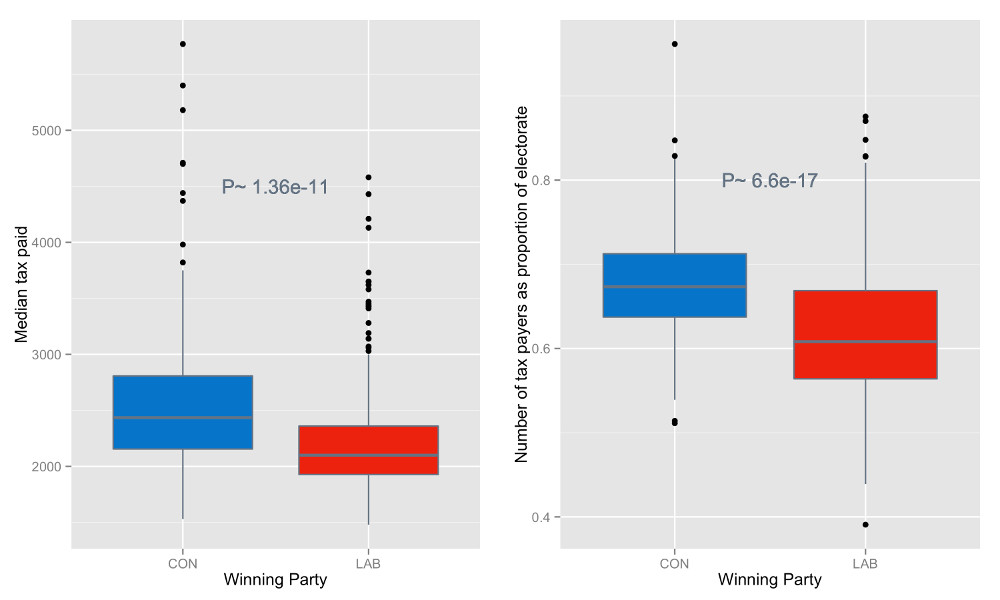 Median tax paid
5000
4000
3000
2000
P~ 1.36e-11
CON
LAB
Winning Party
Number of tax payers as proportion of electorate
0.8
0.6
0.4
P~ 6.6e-17
CON
LAB
Winning Party